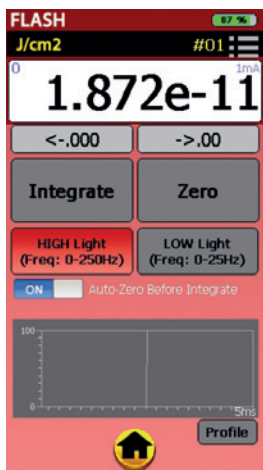 FLASH 87 %
J/cm2 #01
0 1mA
1.872e-11
<-.000 ->.00
Integrate Zero
HIGH Light LOW Light
(Freq: 0-250Hz) (Freq: 0-25Hz)
ON Auto-Zero Before Integrate
100
0
5ms
Profile